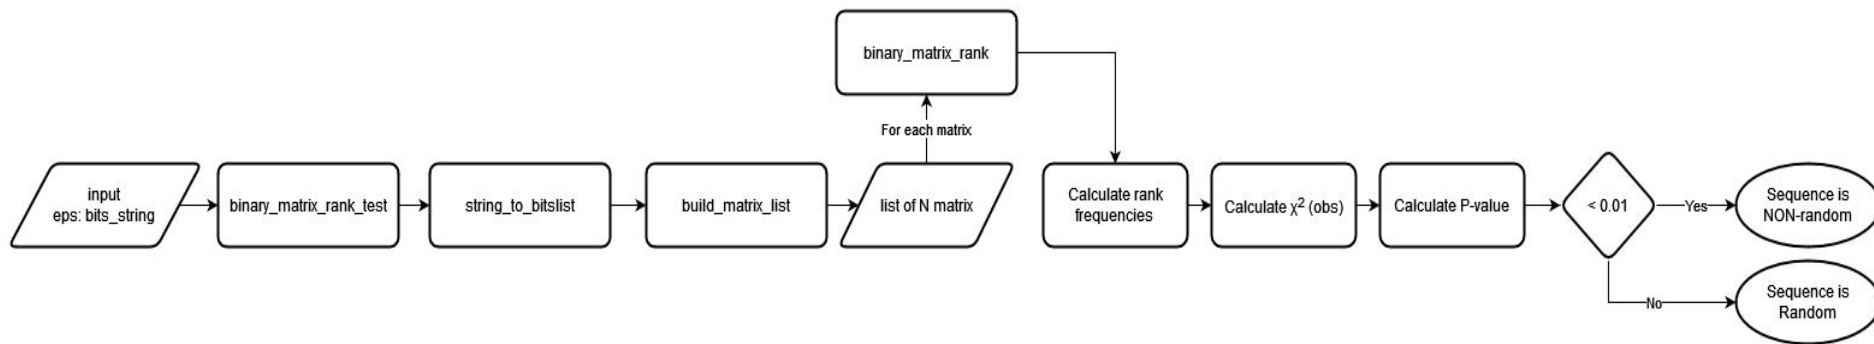 binary_matrix_rank
For each matrix
input
eps: bits_string
binary_matrix_rank_test
string_to_bitslist
build_matrix_list
list of N matrix
Calculate rank
frequencies
Calculate χ² (obs)
Calculate P-value
< 0.01
Yes
Sequence is
NON-random
No
Sequence is
Random